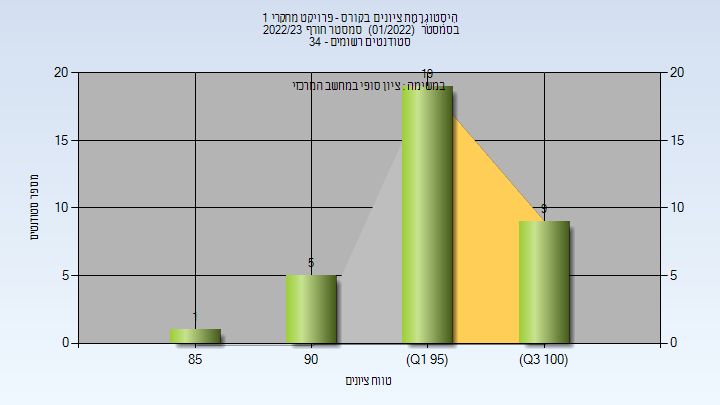 היסטוגרמת ציונים בקורס - פרויקט מחקרי 1
בסמסטר (01/2022) סמסטר חורף 2022/23
סטודנטים רשומים - 34
במשימה: ציון סופי במחשב המרכזי
20
15
10
5
0
20
15
10
5
0
מספר סטודנטים
1
5
19
9
85
90
(Q1 95)
(Q3 100)
טווח ציונים